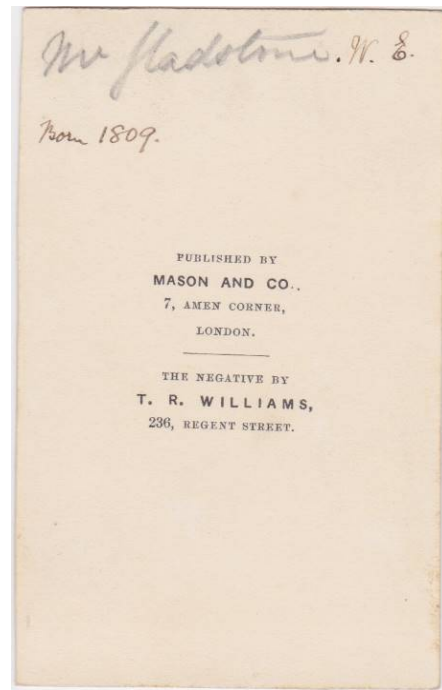 Mr Gladstone. W. E.
Born 1809.
PUBLISHED BY
MASON AND CO.,
7, AMEN CORNER,
LONDON.
THE NEGATIVE BY
T. R. WILLIAMS,
236, REGENT STREET.